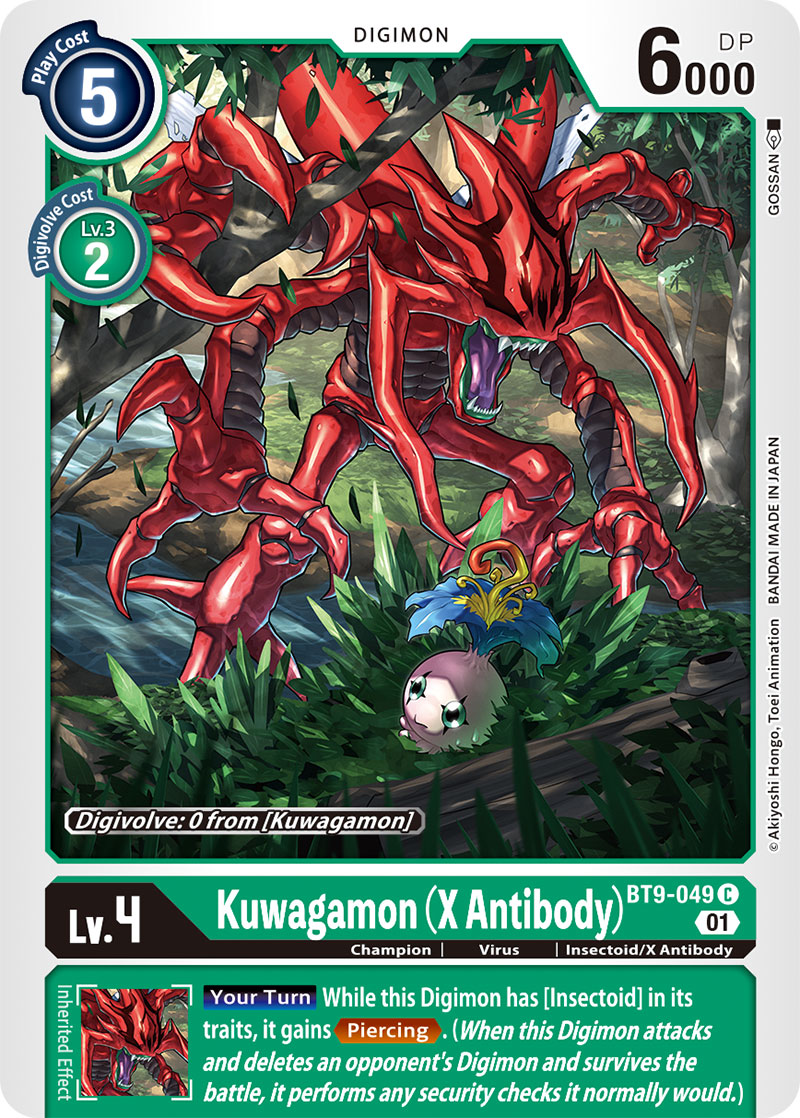 DIGIMON
Play Cost
5
6000
DP
Digivolve Cost
Lv.3
2
GOSSAN
BANDAI MADE IN JAPAN
© Akiyoshi Hongo, Toei Animation
Digivolve: 0 from [Kuwagamon]
Lv.4
Kuwagamon (X Antibody)
BT9-049 C
01
Champion | Virus | Insectoid/X Antibody
Inherited Effect
Your Turn While this Digimon has [Insectoid] in its
traits, it gains Piercing. (When this Digimon attacks
and deletes an opponent's Digimon and survives the
battle, it performs any security checks it normally would.)